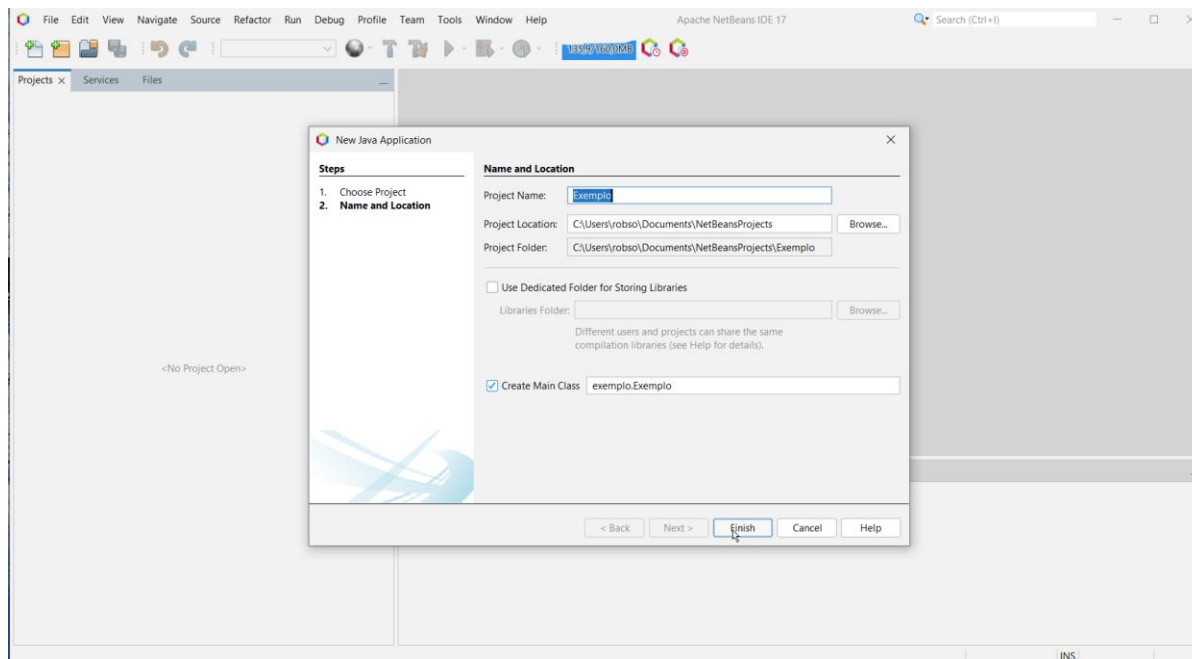 File Edit View Navigate Source Refactor Run Debug Profile Team Tools Window Help Apache NetBeans IDE 17 Search (Ctrl+I)
135,9/160,0MB
Projects Services Files
<No Project Open>
New Java Application
Steps
1. Choose Project
2. Name and Location
Name and Location
Project Name: Exemplo
Project Location: C:\Users\robso\Documents\NetBeansProjects Browse...
Project Folder: C:\Users\robso\Documents\NetBeansProjects\Exemplo
Use Dedicated Folder for Storing Libraries
Libraries Folder: Browse...
Different users and projects can share the same
compilation libraries (see Help for details).
Create Main Class exemplo.Exemplo
< Back Next > Finish Cancel Help
INS